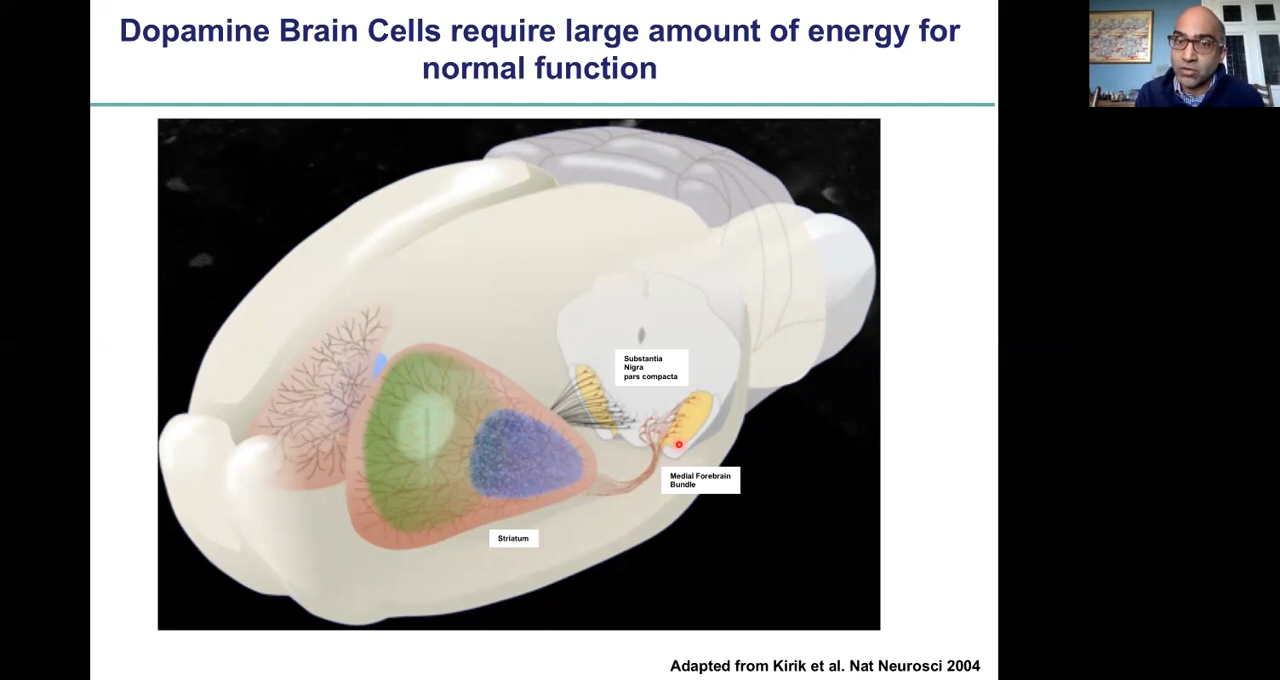 Dopamine Brain Cells require large amount of energy for
normal function
Substantia
Nigra
pars compacta
Medial Forebrain
Bundle
Striatum
Adapted from Kirik et al. Nat Neurosci 2004